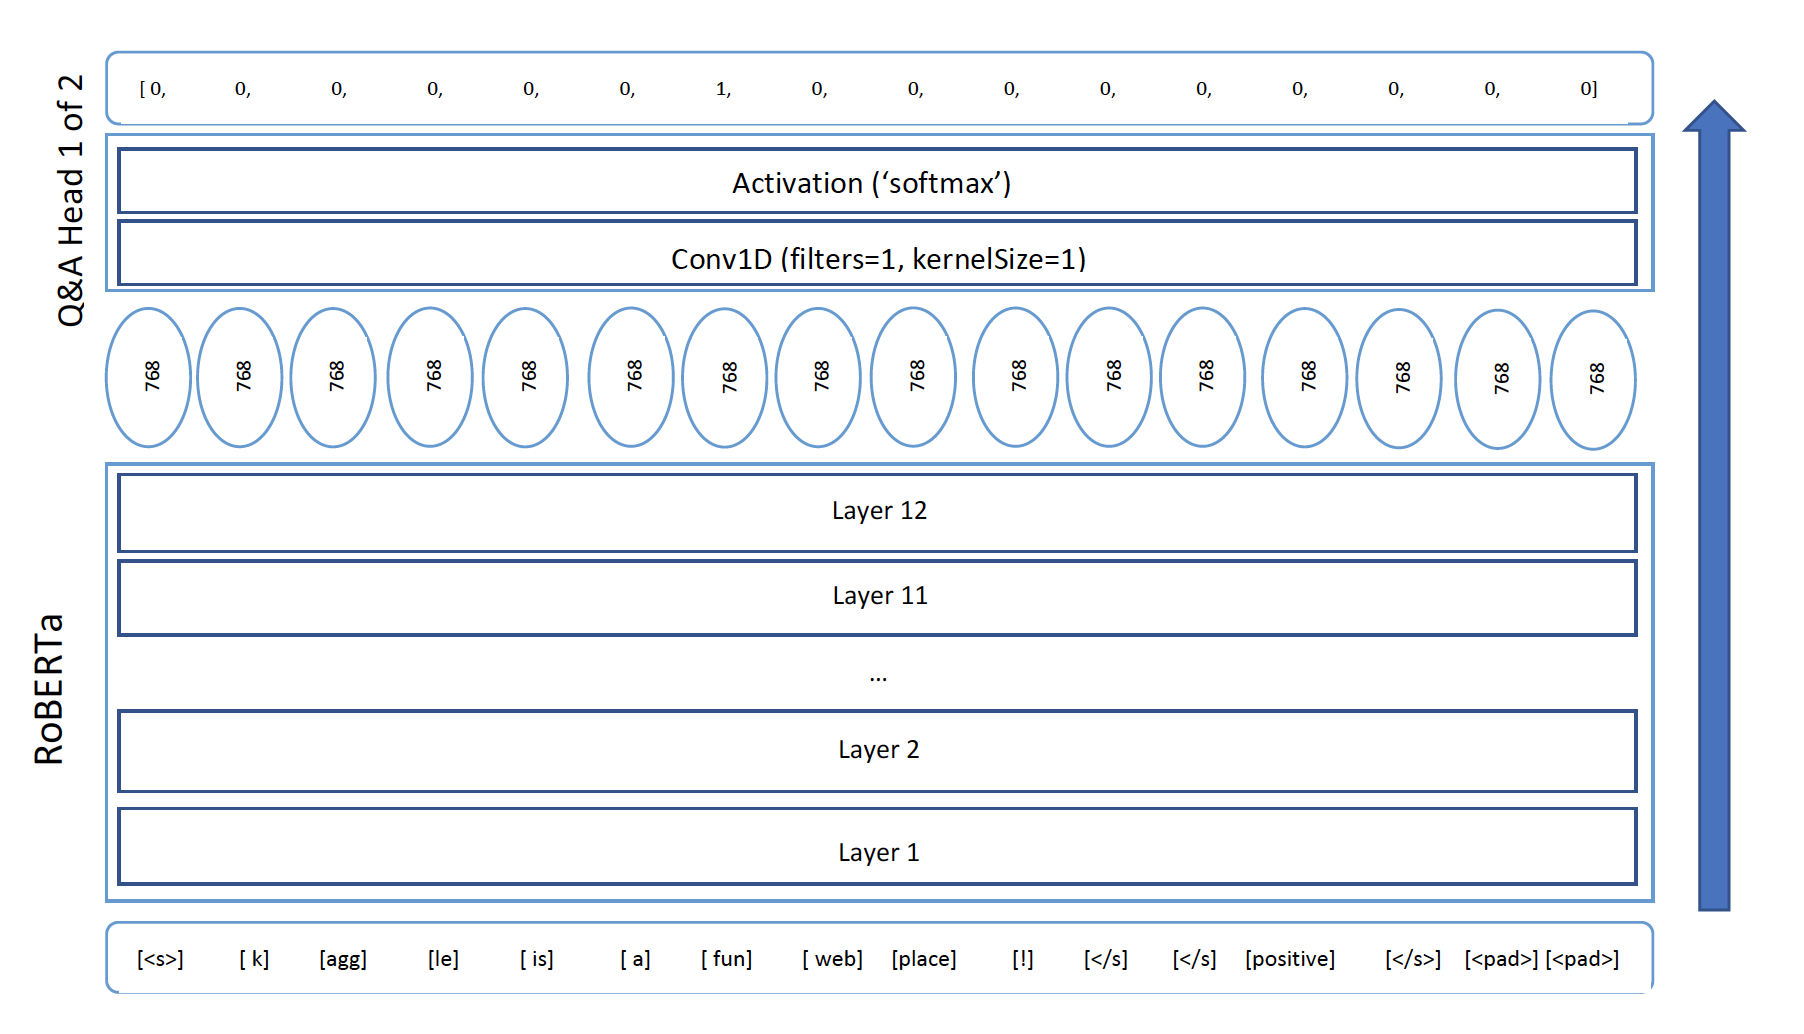 Q&A Head 1 of 2
[ 0, 0, 0, 0, 0, 0, 1, 0, 0, 0, 0, 0, 0, 0, 0, 0]
Activation (‘softmax’)
Conv1D (filters=1, kernelSize=1)
768 768 768 768 768 768 768 768 768 768 768 768 768 768 768 768
RoBERTa
Layer 12
Layer 11
...
Layer 2
Layer 1
[<s>] [ k] [agg] [le] [ is] [ a] [ fun] [ web] [place] [!] [</s] [</s] [positive] [</s>] [<pad>] [<pad>]